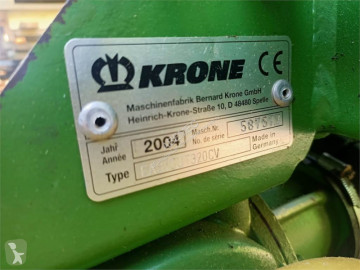 KRONE CE
Maschinenfabrik Bernard Krone GmbH
Heinrich-Krone-Straße 10, D 48480 Spelle
Jahr
Année
2004
Masch.Nr.
No. de série
Made in
Germany
Type
320CV